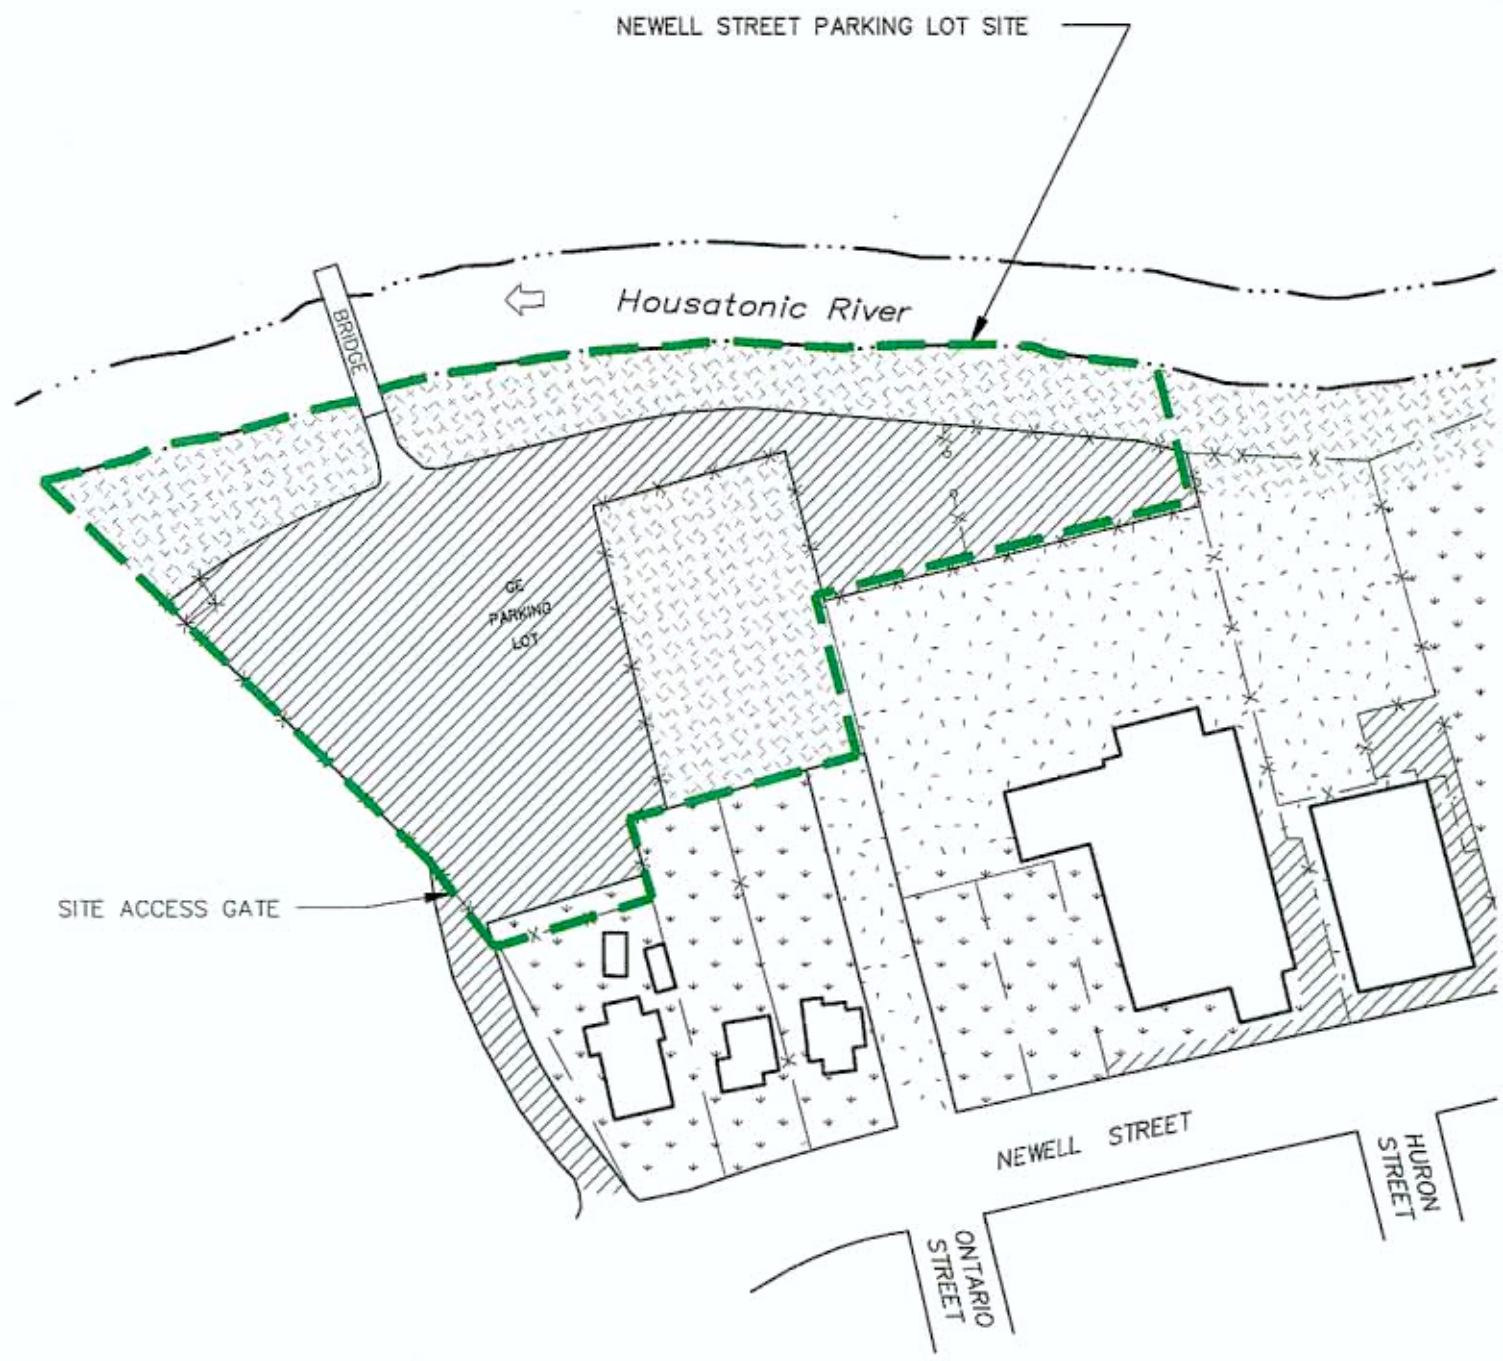 NEWELL STREET PARKING LOT SITE
Housatonic River
BRIDGE
GE
PARKING
LOT
SITE ACCESS GATE
NEWELL STREET
HURON
STREET
ONTARIO
STREET